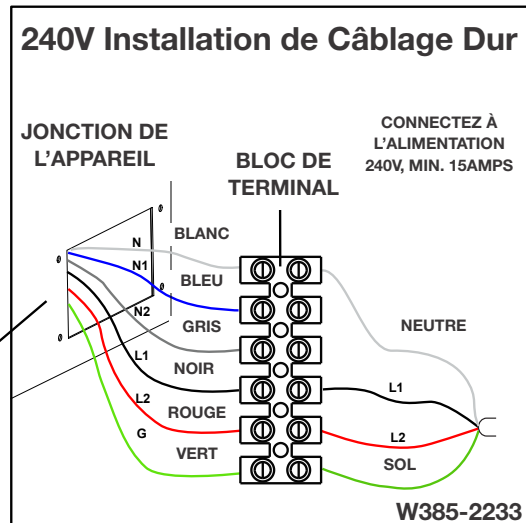 240V Installation de Câblage Dur
JONCTION DE
L'APPAREIL
BLOC DE
TERMINAL
CONNECTEZ À
L'ALIMENTATION
240V, MIN. 15AMPS
N
BLANC
N1
BLEU
N2
GRIS
L1
NOIR
L2
ROUGE
G
VERT
NEUTRE
L1
L2
SOL
W385-2233